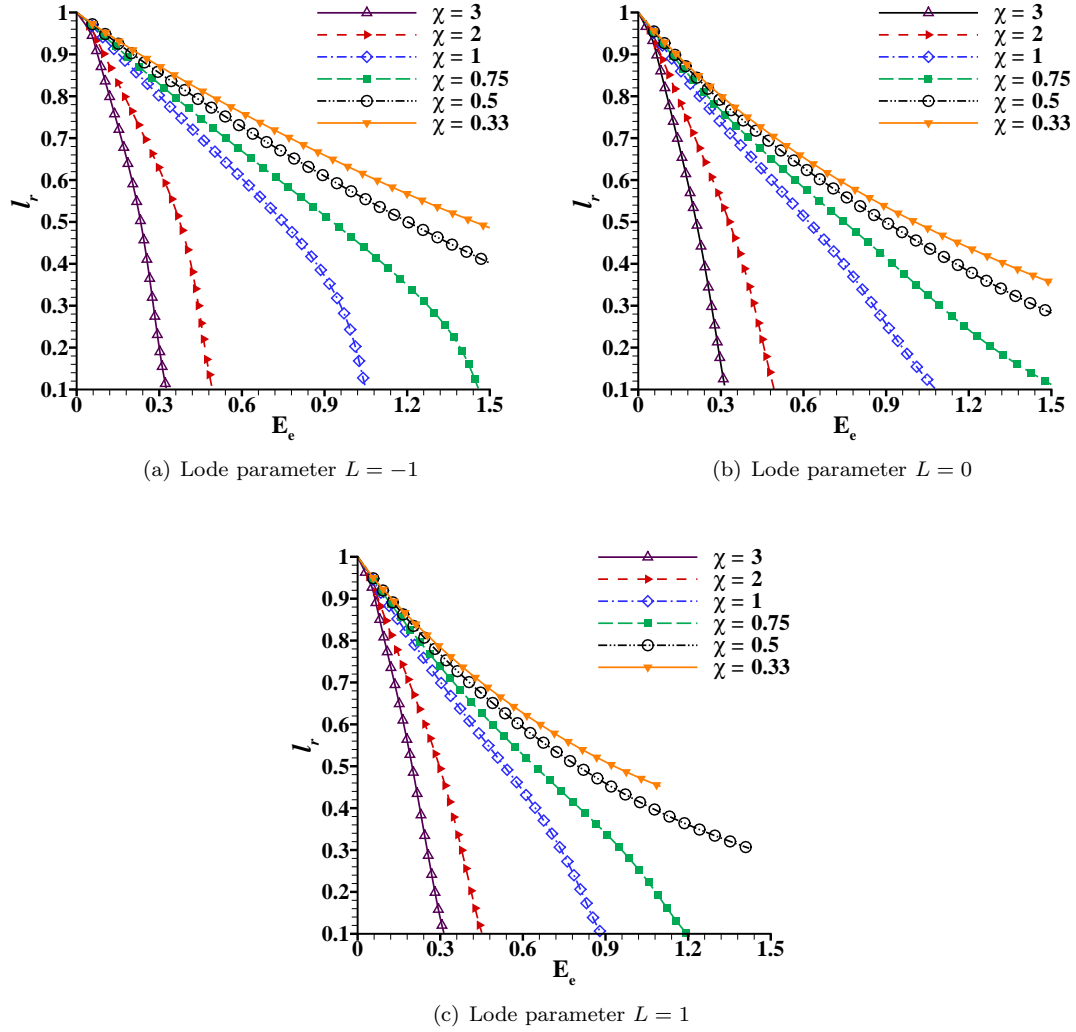 χ = 3
χ = 2
χ = 1
χ = 0.75
χ = 0.5
χ = 0.33
l_r
1
0.9
0.8
0.7
0.6
0.5
0.4
0.3
0.2
0.1
0 0.3 0.6 0.9 1.2 1.5
E_e
(a) Lode parameter L = −1
χ = 3
χ = 2
χ = 1
χ = 0.75
χ = 0.5
χ = 0.33
l_r
1
0.9
0.8
0.7
0.6
0.5
0.4
0.3
0.2
0.1
0 0.3 0.6 0.9 1.2 1.5
E_e
(b) Lode parameter L = 0
χ = 3
χ = 2
χ = 1
χ = 0.75
χ = 0.5
χ = 0.33
l_r
1
0.9
0.8
0.7
0.6
0.5
0.4
0.3
0.2
0.1
0 0.3 0.6 0.9 1.2 1.5
E_e
(c) Lode parameter L = 1